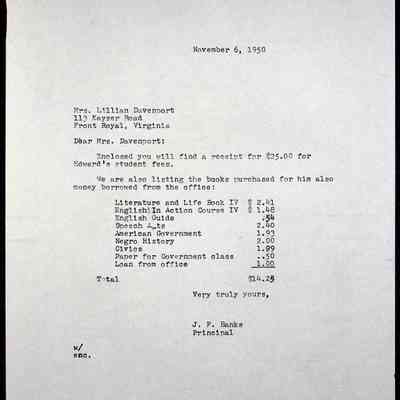 November 6, 1950
Mrs. Lillian Davenport
113 Kayser Road
Front Royal, Virginia
Dear Mrs. Davenport:
Enclosed you will find a receipt for $25.00 for
Edward's student fees.
We are also listing the books purchased for him also
money borrowed from the office:
Literature and Life Book IV $ 2.41
English In Action Course IV $ 1.48
English Guide .54
Speech Arts 2.40
American Government 1.93
Negro History 2.00
Civics 1.99
Paper for Government class .50
Loan from office 1.00
Total $14.25
Very truly yours,
J. F. Banks
Principal
w/
enc.